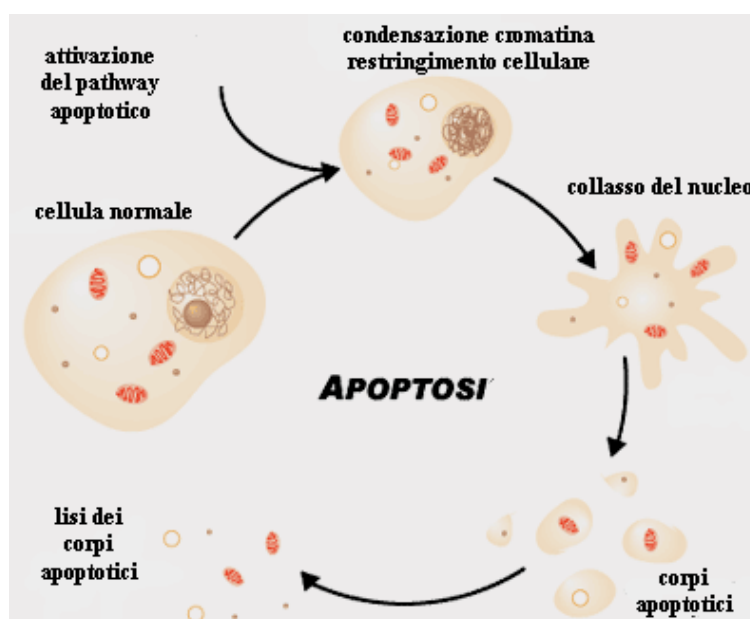 attivazione
del pathway
apoptotico
condensazione cromatina
restringimento cellulare
cellula normale
collasso del nucleo
APOPTOSI
lisi dei
corpi
apoptotici
corpi
apoptotici